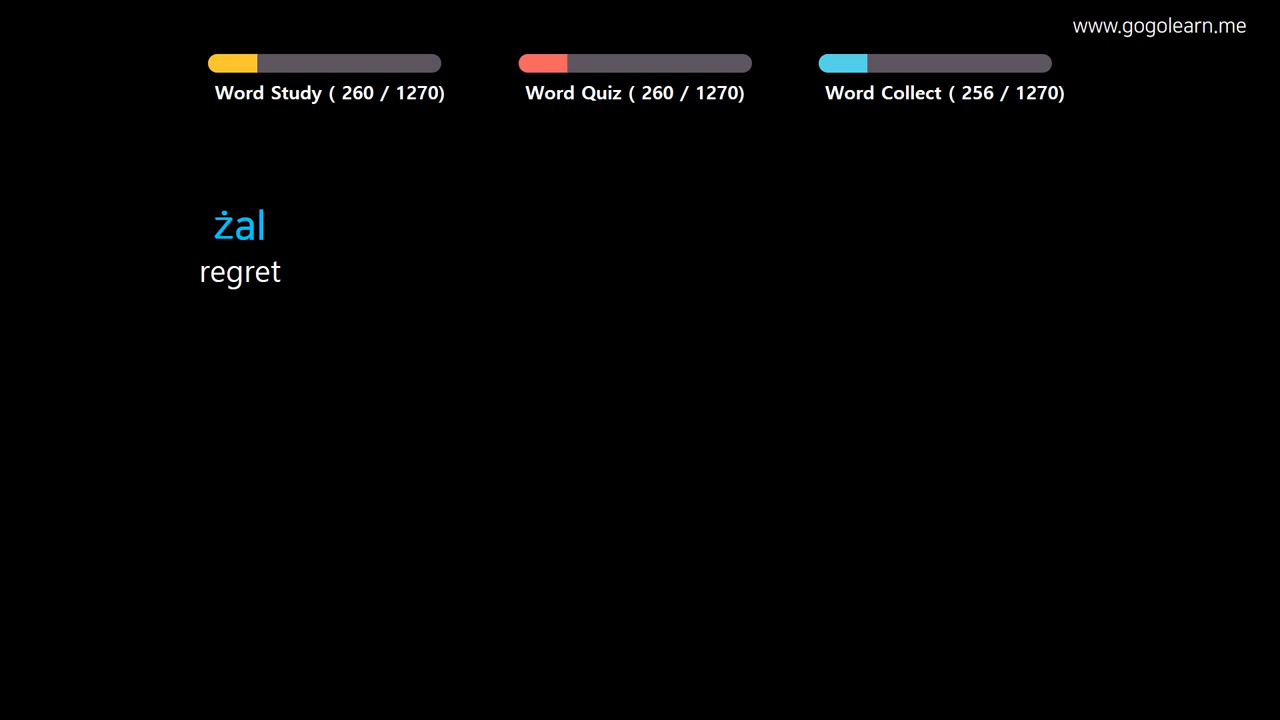 www.gogolearn.me
Word Study ( 260 / 1270)
Word Quiz ( 260 / 1270)
Word Collect ( 256 / 1270)
żal
regret